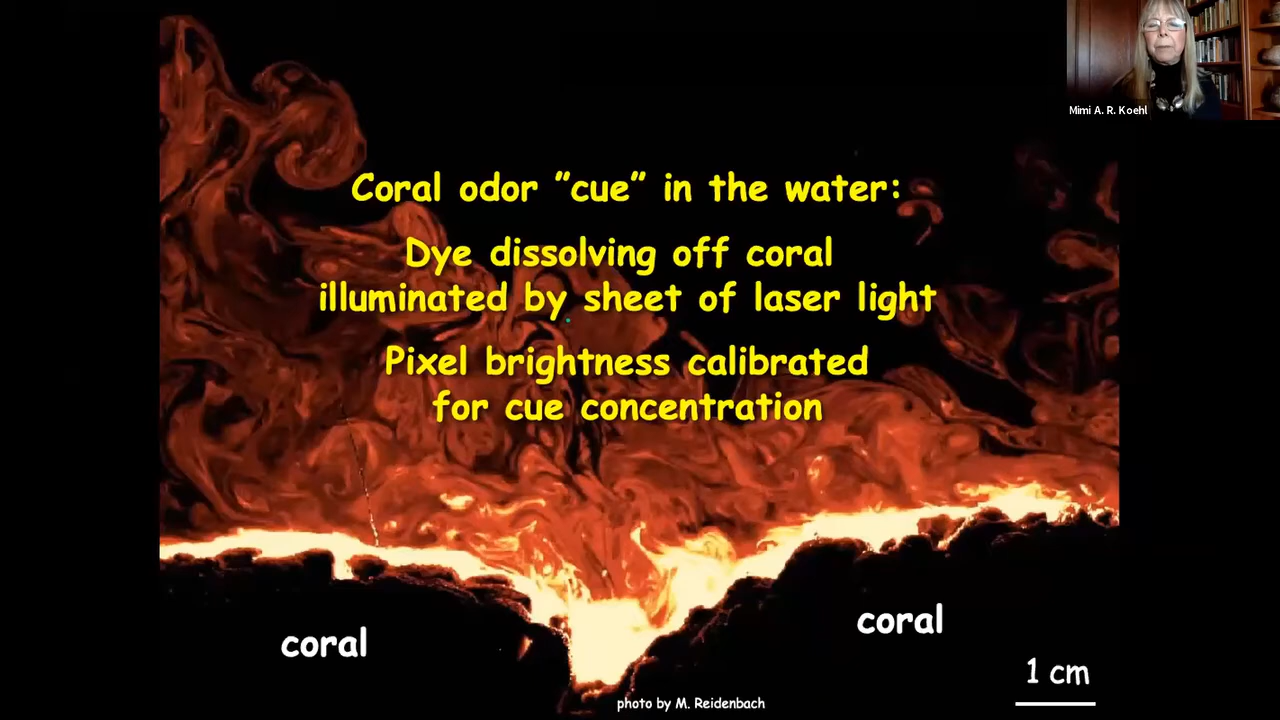 Mimi A. R. Koehl
Coral odor ”cue” in the water:
Dye dissolving off coral
illuminated by sheet of laser light
Pixel brightness calibrated
for cue concentration
coral
coral
1 cm
photo by M. Reidenbach